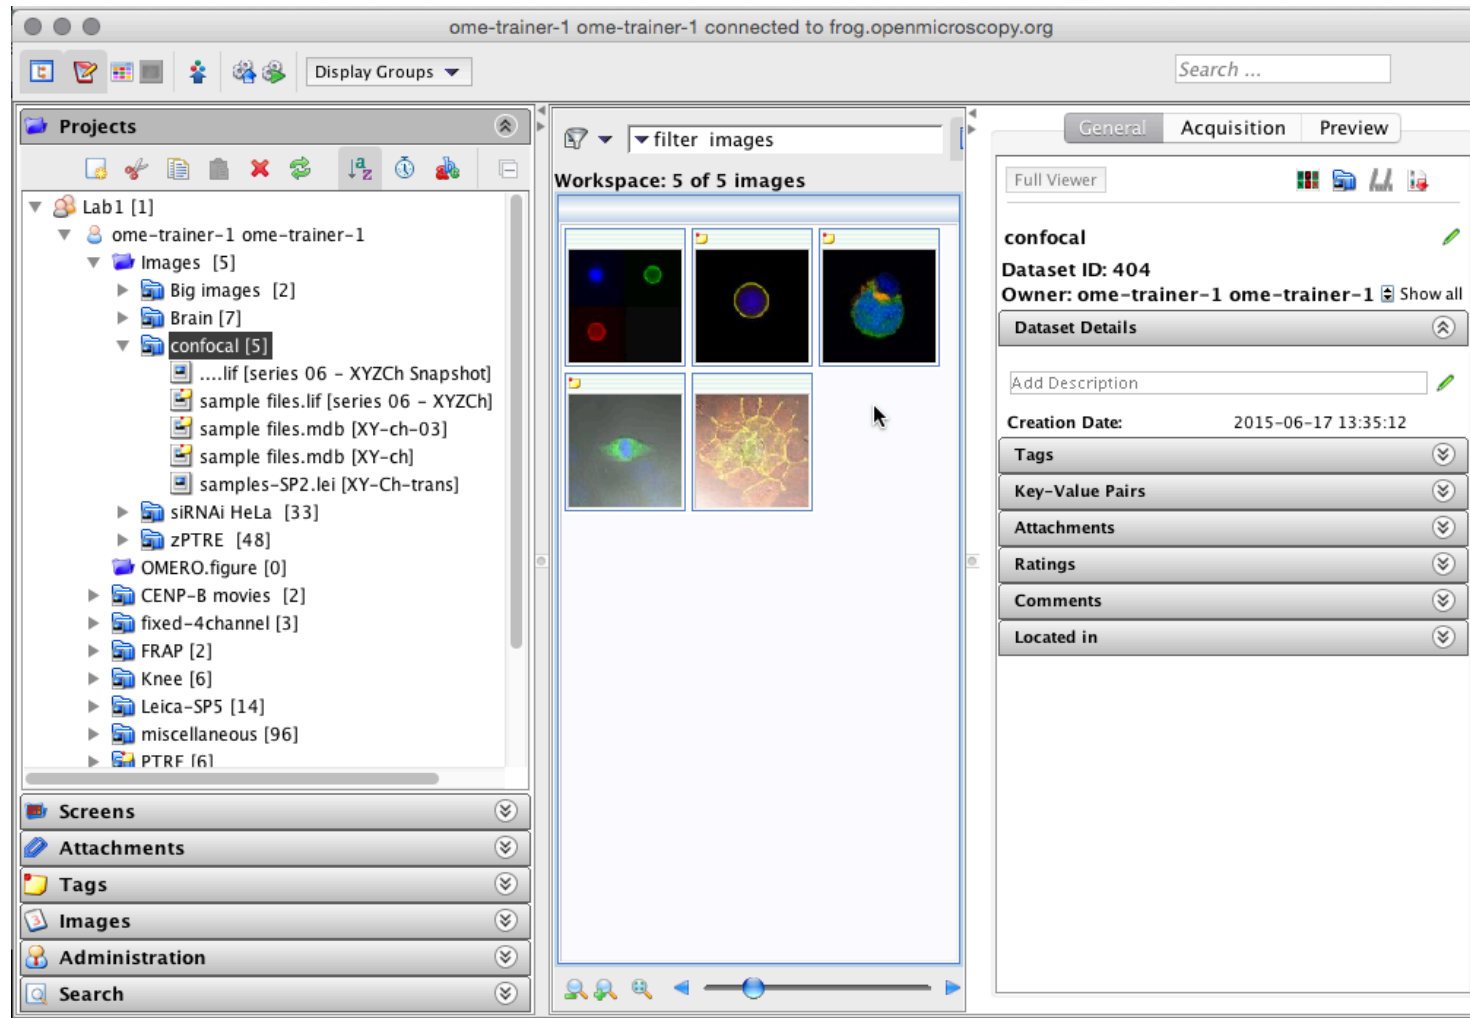 ome-trainer-1 ome-trainer-1 connected to frog.openmicroscopy.org
Display Groups
Search ...
Projects
Lab1 [1]
ome-trainer-1 ome-trainer-1
Images [5]
Big images [2]
Brain [7]
confocal [5]
....lif [series 06 - XYZCh Snapshot]
sample files.lif [series 06 - XYZCh]
sample files.mdb [XY-ch-03]
sample files.mdb [XY-ch]
samples-SP2.lei [XY-Ch-trans]
siRNAi HeLa [33]
zPTRE [48]
OMERO.figure [0]
CENP-B movies [2]
fixed-4channel [3]
FRAP [2]
Knee [6]
Leica-SP5 [14]
miscellaneous [96]
PTRE [6]
Screens
Attachments
Tags
Images
Administration
Search
filter images
Workspace: 5 of 5 images
General Acquisition Preview
Full Viewer
confocal
Dataset ID: 404
Owner: ome-trainer-1 ome-trainer-1 Show all
Dataset Details
Add Description
Creation Date: 2015-06-17 13:35:12
Tags
Key-Value Pairs
Attachments
Ratings
Comments
Located in